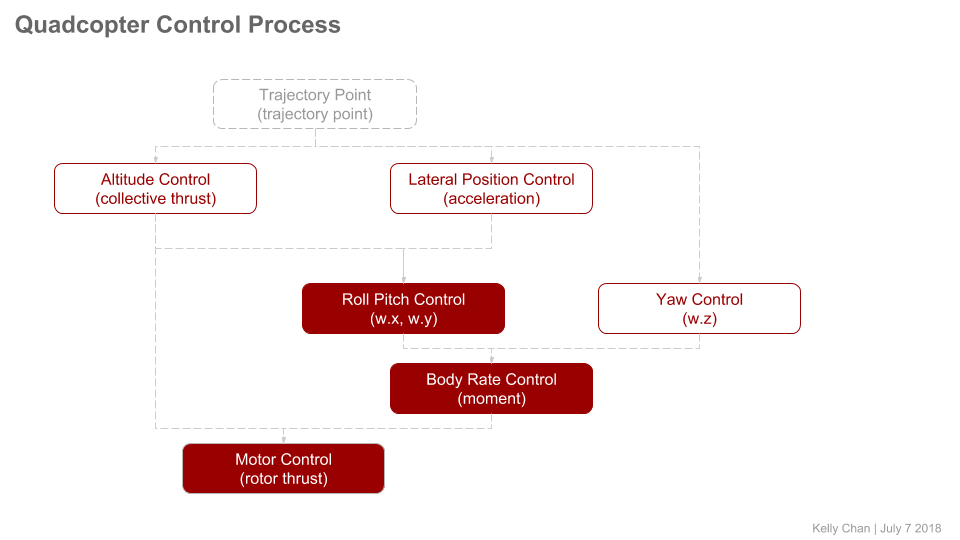 Quadcopter Control Process
Trajectory Point
(trajectory point)
Altitude Control
(collective thrust)
Lateral Position Control
(acceleration)
Roll Pitch Control
(w.x, w.y)
Yaw Control
(w.z)
Body Rate Control
(moment)
Motor Control
(rotor thrust)
Kelly Chan | July 7 2018